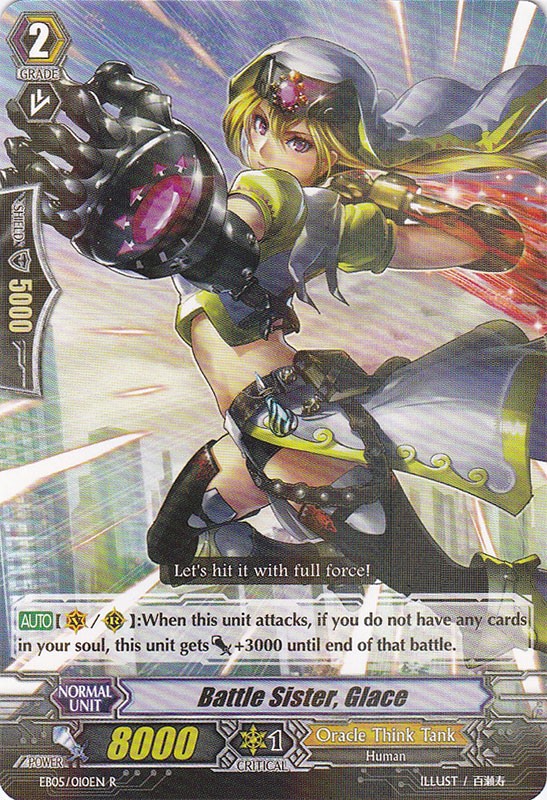 2
GRADE
SHIELD
5000
Let's hit it with full force!
AUTO [ V / R ]:When this unit attacks, if you do not have any cards
in your soul, this unit gets +3000 until end of that battle.
NORMAL
UNIT
Battle Sister, Glace
POWER
8000
1
CRITICAL
Oracle Think Tank
Human
EB05/010EN R
ILLUST / 百瀬寿